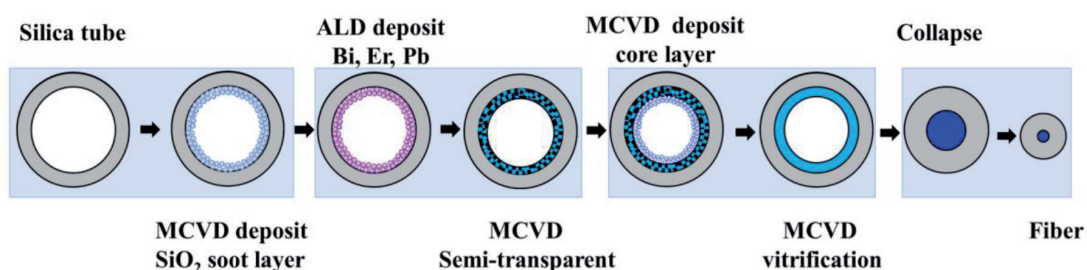 Silica tube
MCVD deposit
SiO₂ soot layer
ALD deposit
Bi, Er, Pb
MCVD
Semi-transparent
MCVD deposit
core layer
MCVD
vitrification
Collapse
Fiber